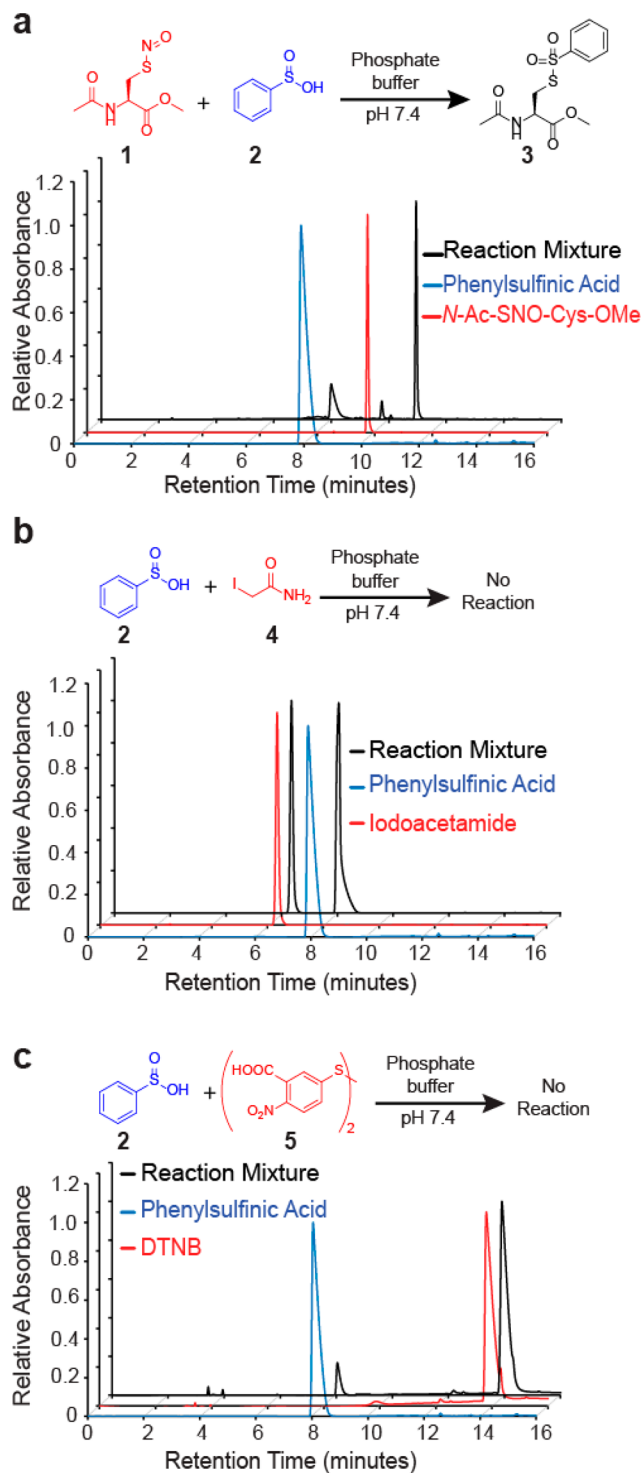 a
O
N
S
O
N
H
O
O
1
+
O
S
OH
2
Phosphate
buffer
pH 7.4
O
O
S
S
O
N
H
O
O
3
Relative Absorbance
1.2
1.0
0.8
0.6
0.4
0.2
0
Reaction Mixture
Phenylsulfinic Acid
N-Ac-SNO-Cys-OMe
0 2 4 6 8 10 12 14 16
Retention Time (minutes)
b
O
S
OH
2
+
O
I
NH2
4
Phosphate
buffer
pH 7.4
No
Reaction
Relative Absorbance
1.2
1.0
0.8
0.6
0.4
0.2
0
Reaction Mixture
Phenylsulfinic Acid
Iodoacetamide
0 2 4 6 8 10 12 14 16
Retention Time (minutes)
c
O
S
OH
2
+
HOOC
S
O2N
2
5
Phosphate
buffer
pH 7.4
No
Reaction
Relative Absorbance
1.2
1.0
0.8
0.6
0.4
0.2
0
Reaction Mixture
Phenylsulfinic Acid
DTNB
0 2 4 6 8 10 12 14 16
Retention Time (minutes)